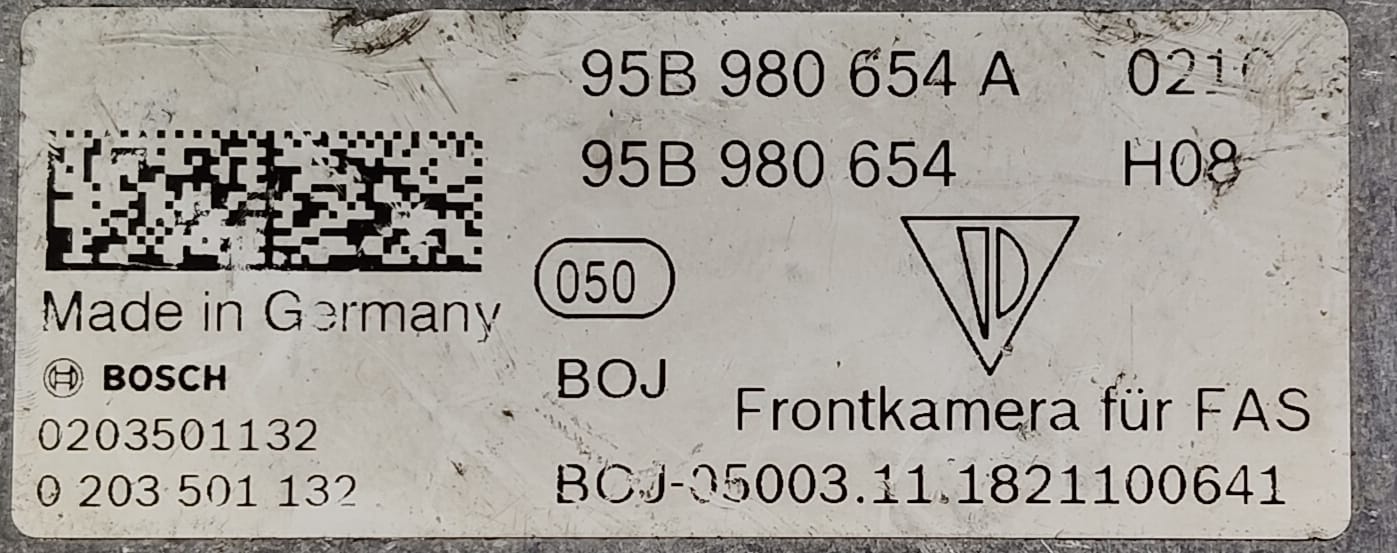 95B 980 654 A 0210
95B 980 654 H08
050
Made in Germany
BOSCH
BOJ
Frontkamera für FAS
0203501132
0 203 501 132
BOJ-05003.11.1821100641